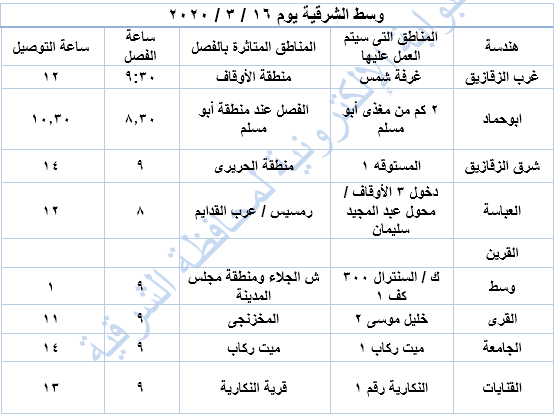 وسط الشرقية يوم ١٦ / ٣ / ٢٠٢٠
هندسة المناطق التى سيتم العمل عليها المناطق المتاثرة بالفصل ساعة الفصل ساعة التوصيل
غرب الزقازيق غرفة شمس منطقة الأوقاف ٩:٣٠ ١٢
ابوحماد ٢ كم من مغذى أبو مسلم الفصل عند منطقة أبو مسلم ٨,٣٠ ١٠,٣٠
شرق الزقازيق المستوقه ١ منطقة الحريرى ٩ ١٤
العباسة دخول ٣ الأوقاف / محول عبد المجيد سليمان رمسيس / عرب القدايم ٨ ١٢
القرين
وسط ك / السنترال ٣٠٠ كف ١ ش الجلاء ومنطقة مجلس المدينة ٩ ١
القرى خليل موسى ٢ المخزنجى ٩ ١١
الجامعة ميت ركاب ١ ميت ركاب ٩ ١٤
القنايات النكارية رقم ١ قرية النكارية ٩ ١٣
بوابة الإلكترونية لمحافظة الشرقية